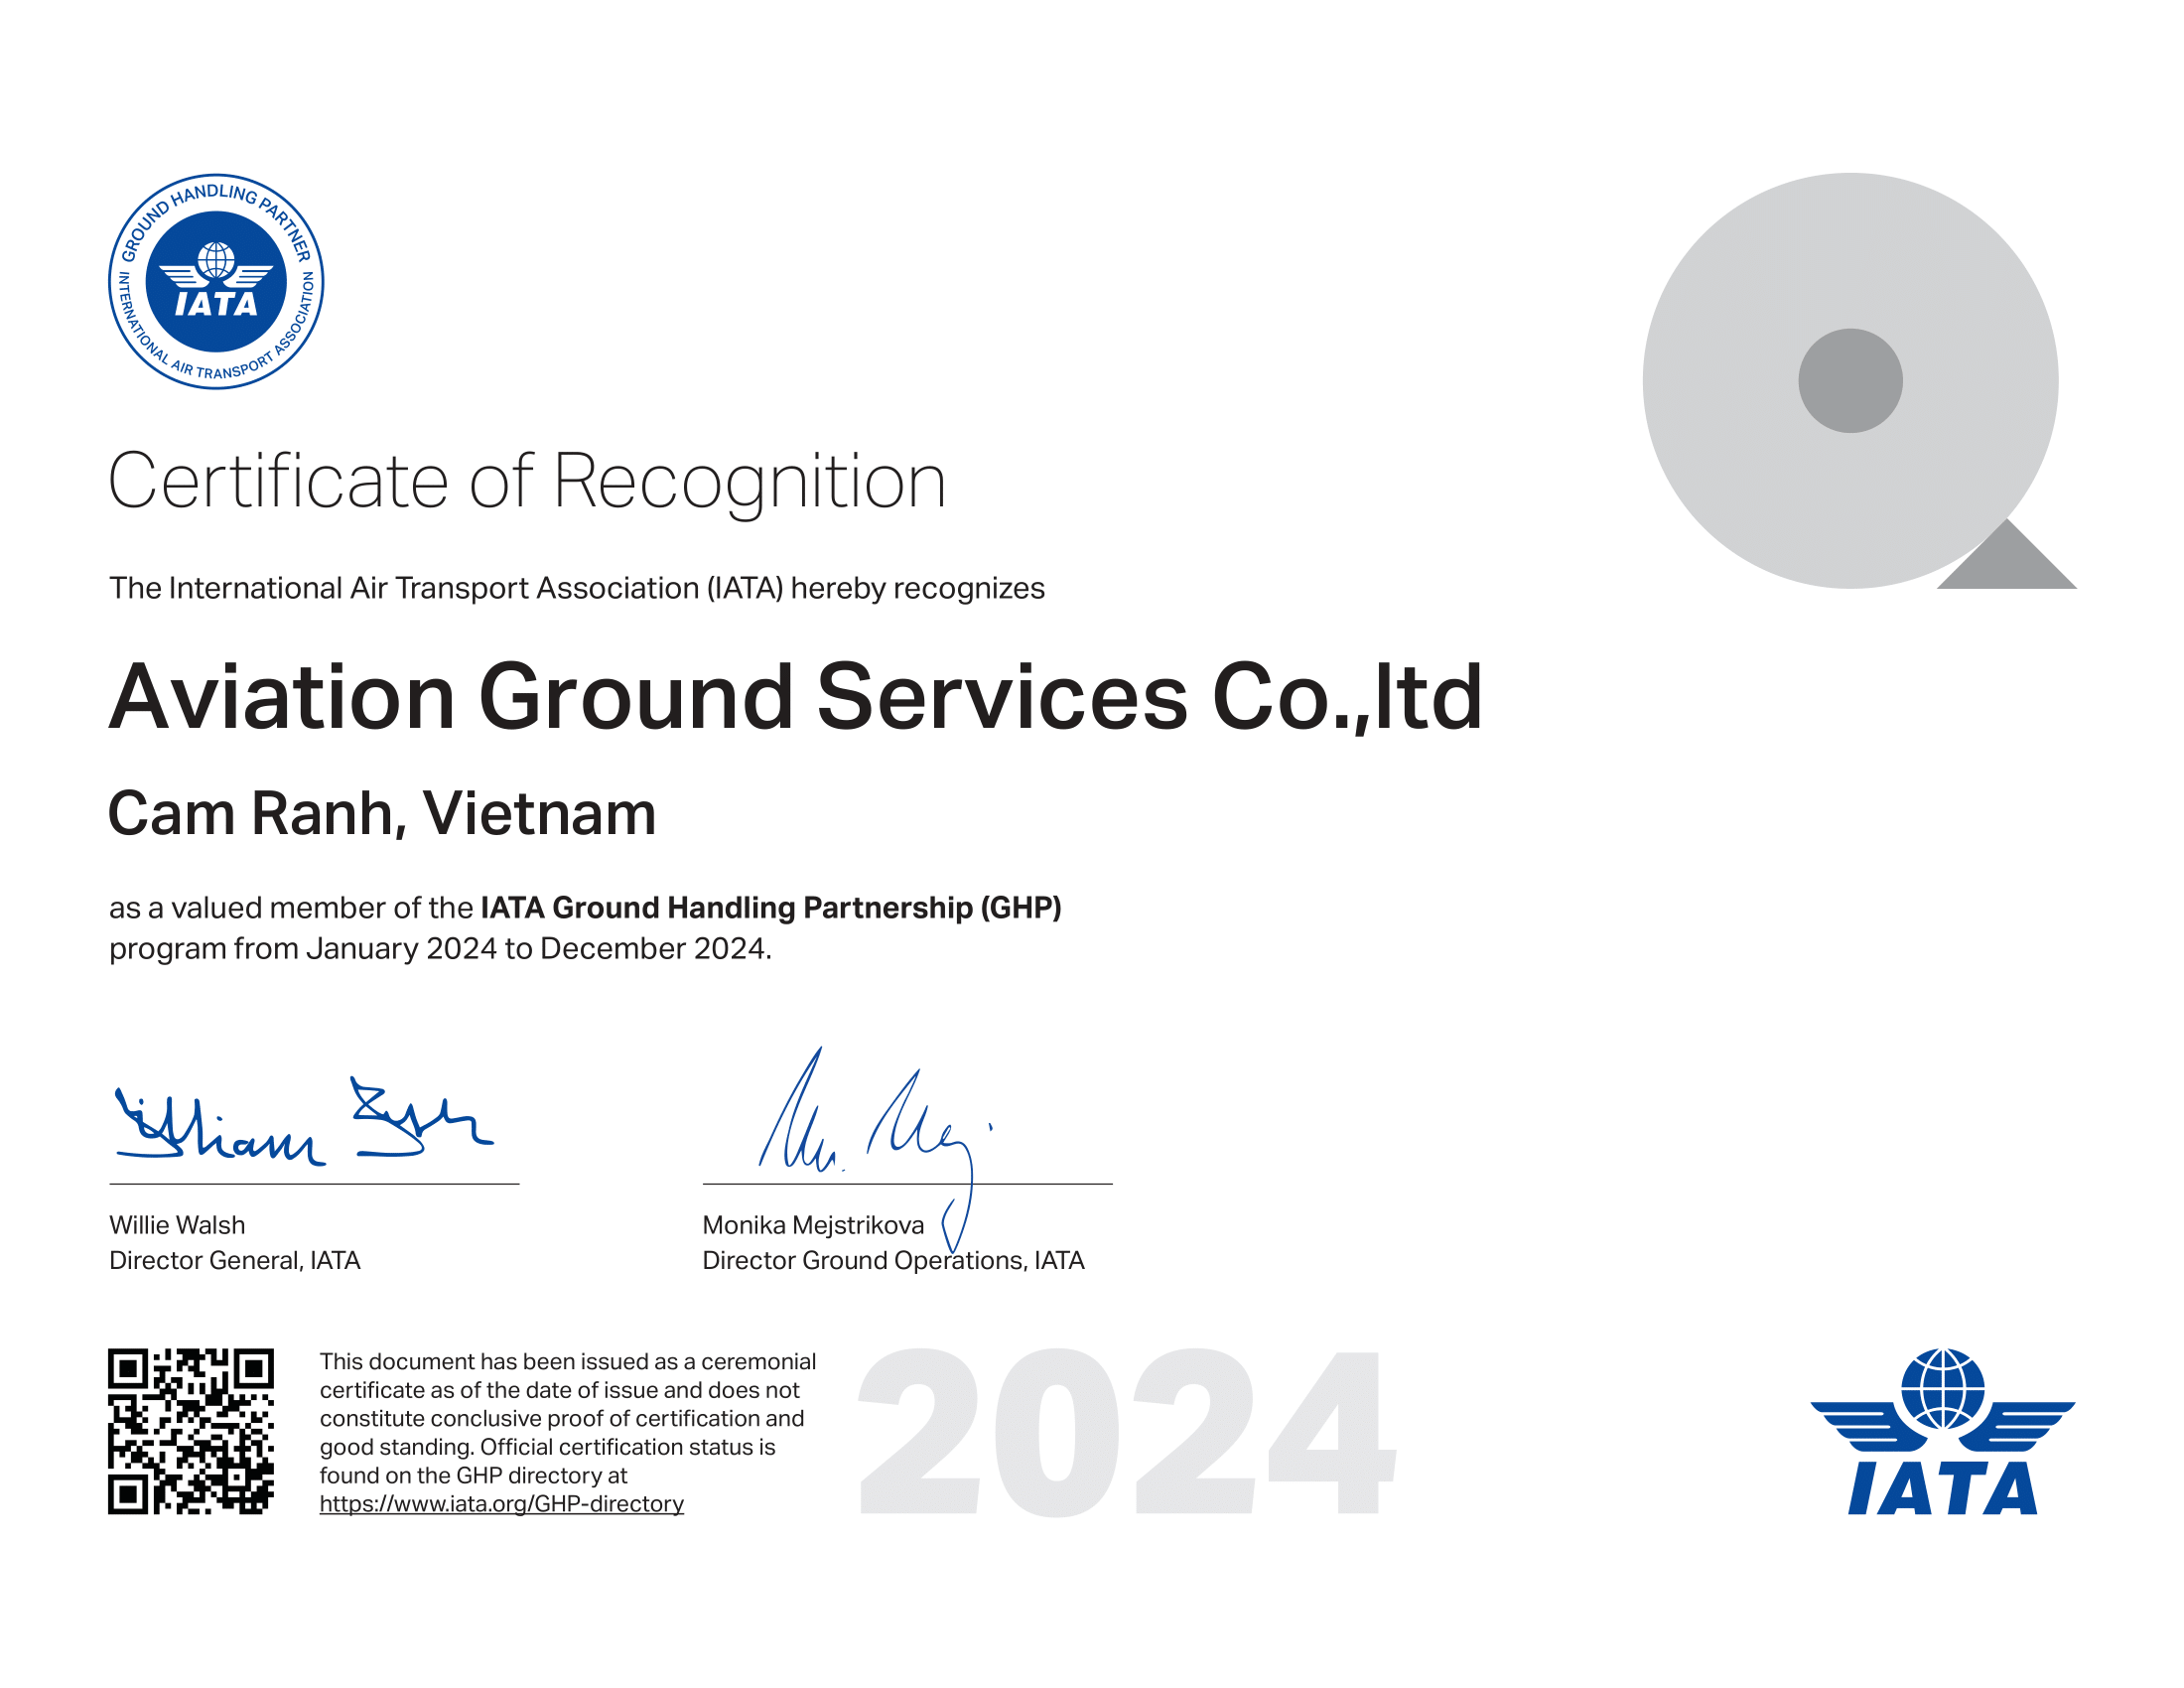 GROUND HANDLING PARTNER
INTERNATIONAL AIR TRANSPORT ASSOCIATION
IATA
Certificate of Recognition
The International Air Transport Association (IATA) hereby recognizes
Aviation Ground Services Co.,ltd
Cam Ranh, Vietnam
as a valued member of the IATA Ground Handling Partnership (GHP)
program from January 2024 to December 2024.
Willie Walsh
Director General, IATA
Monika Mejstrikova
Director Ground Operations, IATA
This document has been issued as a ceremonial
certificate as of the date of issue and does not
constitute conclusive proof of certification and
good standing. Official certification status is
found on the GHP directory at
https://www.iata.org/GHP-directory
2024
IATA